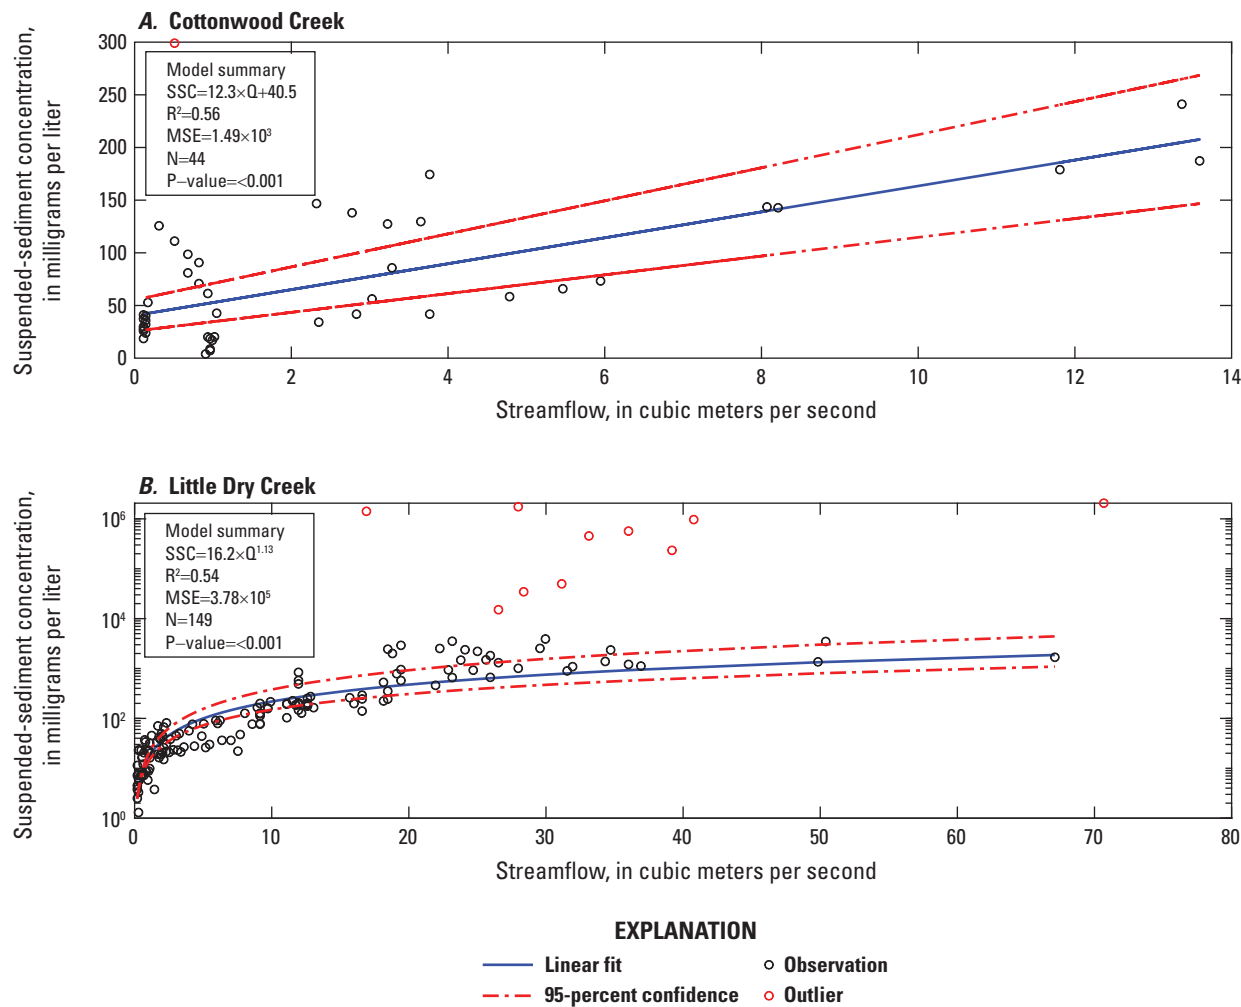 A. Cottonwood Creek
Suspended-sediment concentration,
in milligrams per liter
300
250
200
150
100
50
0
Model summary
SSC=12.3×Q+40.5
R²=0.56
MSE=1.49×10³
N=44
P–value=<0.001
0 2 4 6 8 10 12 14
Streamflow, in cubic meters per second
B. Little Dry Creek
Suspended-sediment concentration,
in milligrams per liter
10⁶
10⁴
10²
10⁰
Model summary
SSC=16.2×Q¹·¹³
R²=0.54
MSE=3.78×10⁵
N=149
P–value=<0.001
0 10 20 30 40 50 60 70 80
Streamflow, in cubic meters per second
EXPLANATION
Linear fit
Observation
95-percent confidence
Outlier